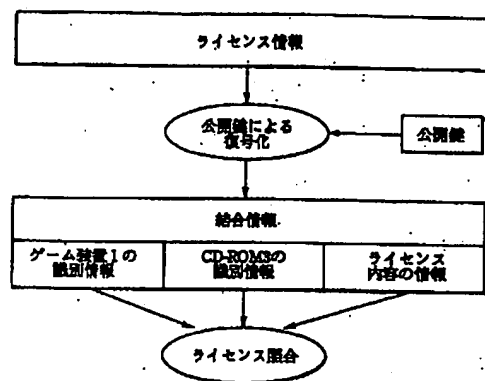 ライセンス情報
公開鍵による
復号化
公開鍵
結合情報
ゲーム装置1の
識別情報
CD-ROM3の
識別情報
ライセンス
内容の情報
ライセンス照合